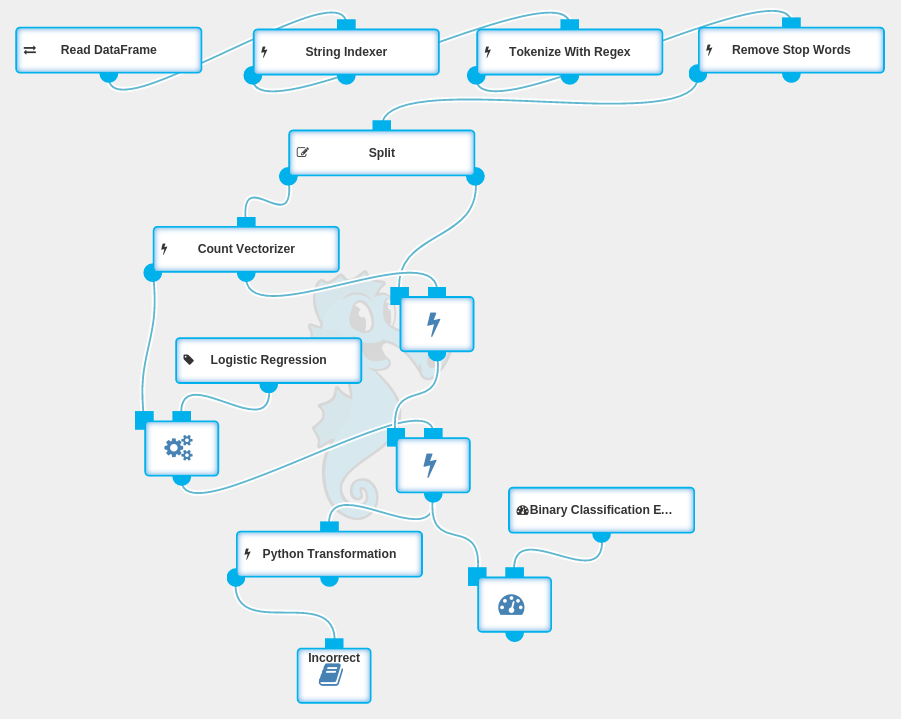 Read DataFrame
String Indexer
Tokenize With Regex
Remove Stop Words
Split
Count Vectorizer
Logistic Regression
Binary Classification E...
Python Transformation
Incorrect